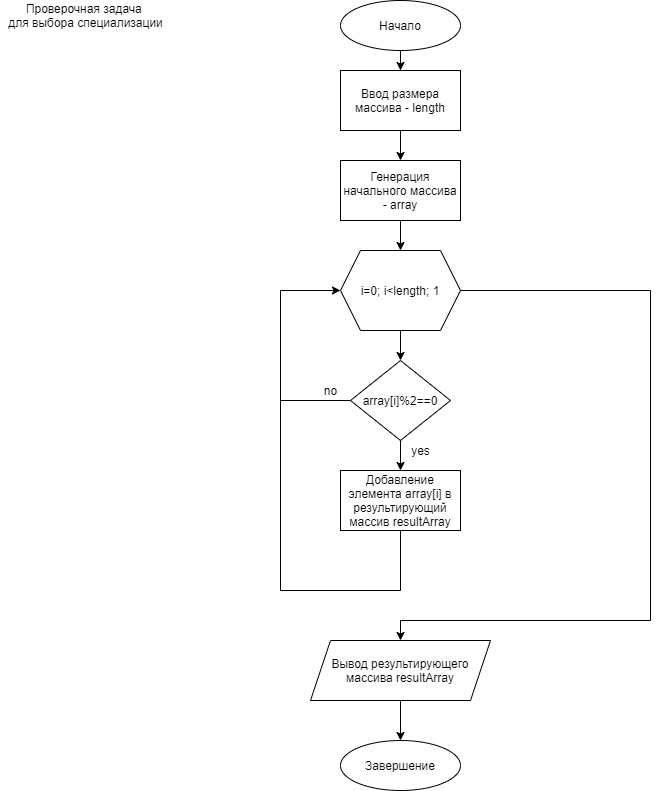 Проверочная задача
для выбора специализации
Начало
Ввод размера
массива - length
Генерация
начального массива
- array
i=0; i<length; 1
no
array[i]%2==0
yes
Добавление
элемента array[i] в
результирующий
массив resultArray
Вывод результирующего
массива resultArray
Завершение